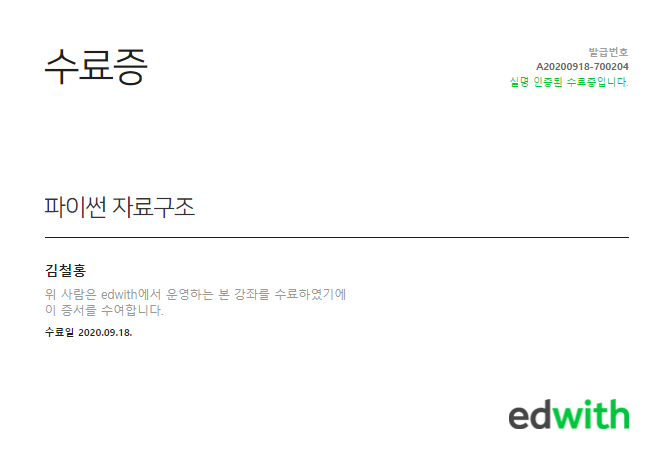 수료증
발급번호
A20200918-700204
실명 인증된 수료증입니다.
파이썬 자료구조
김철홍
위 사람은 edwith에서 운영하는 본 강좌를 수료하였기에
이 증서를 수여합니다.
수료일 2020.09.18.
edwith